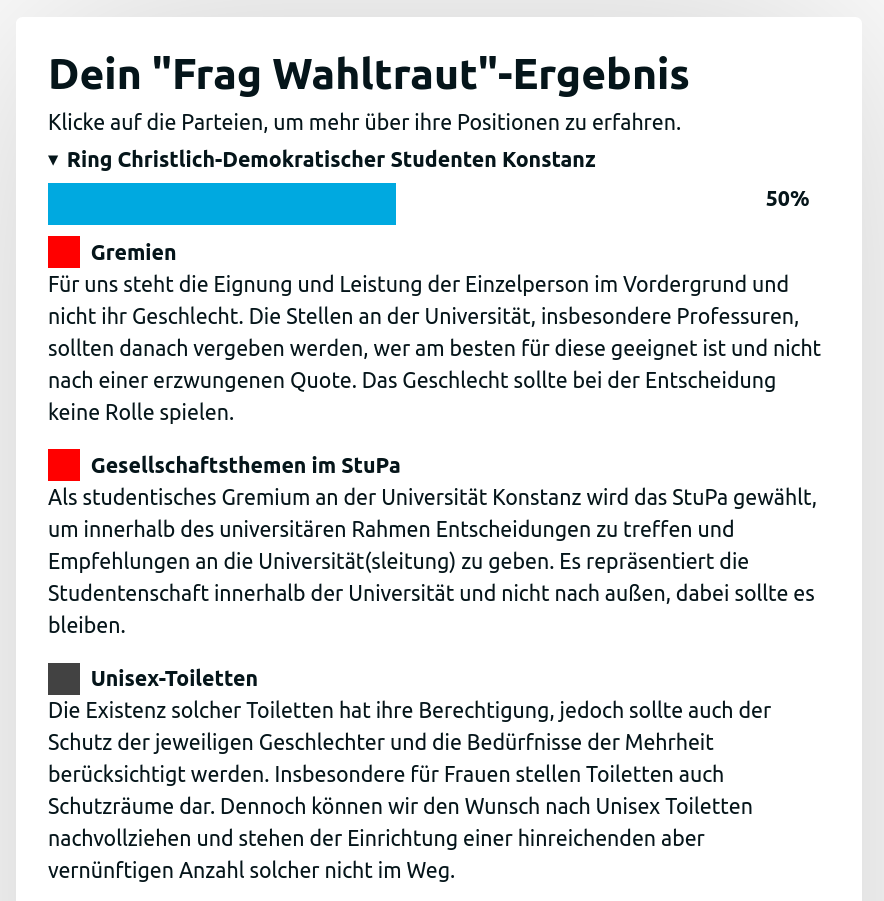 Dein "Frag Wahltraut"-Ergebnis
Klicke auf die Parteien, um mehr über ihre Positionen zu erfahren.
▾ Ring Christlich-Demokratischer Studenten Konstanz
50%
Gremien
Für uns steht die Eignung und Leistung der Einzelperson im Vordergrund und
nicht ihr Geschlecht. Die Stellen an der Universität, insbesondere Professuren,
sollten danach vergeben werden, wer am besten für diese geeignet ist und nicht
nach einer erzwungenen Quote. Das Geschlecht sollte bei der Entscheidung
keine Rolle spielen.
Gesellschaftsthemen im StuPa
Als studentisches Gremium an der Universität Konstanz wird das StuPa gewählt,
um innerhalb des universitären Rahmen Entscheidungen zu treffen und
Empfehlungen an die Universität(sleitung) zu geben. Es repräsentiert die
Studentenschaft innerhalb der Universität und nicht nach außen, dabei sollte es
bleiben.
Unisex-Toiletten
Die Existenz solcher Toiletten hat ihre Berechtigung, jedoch sollte auch der
Schutz der jeweiligen Geschlechter und die Bedürfnisse der Mehrheit
berücksichtigt werden. Insbesondere für Frauen stellen Toiletten auch
Schutzräume dar. Dennoch können wir den Wunsch nach Unisex Toiletten
nachvollziehen und stehen der Einrichtung einer hinreichenden aber
vernünftigen Anzahl solcher nicht im Weg.